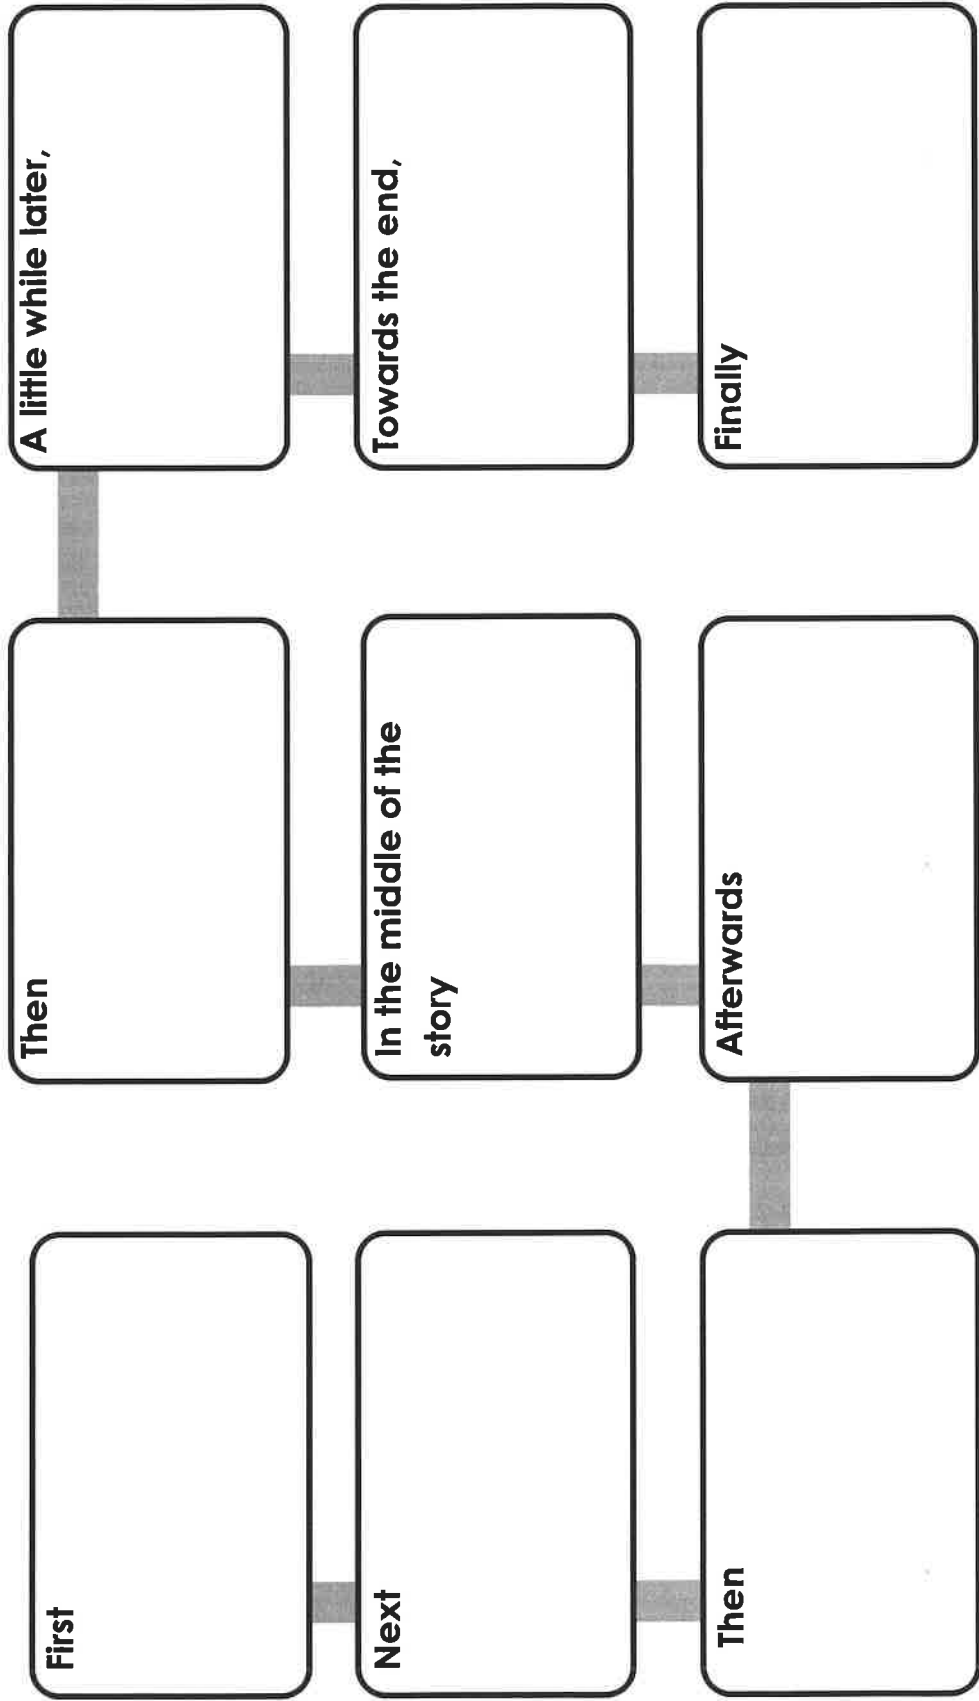 First
Next
Then
Afterwards
In the middle of the
story
Then
A little while later,
Towards the end,
Finally